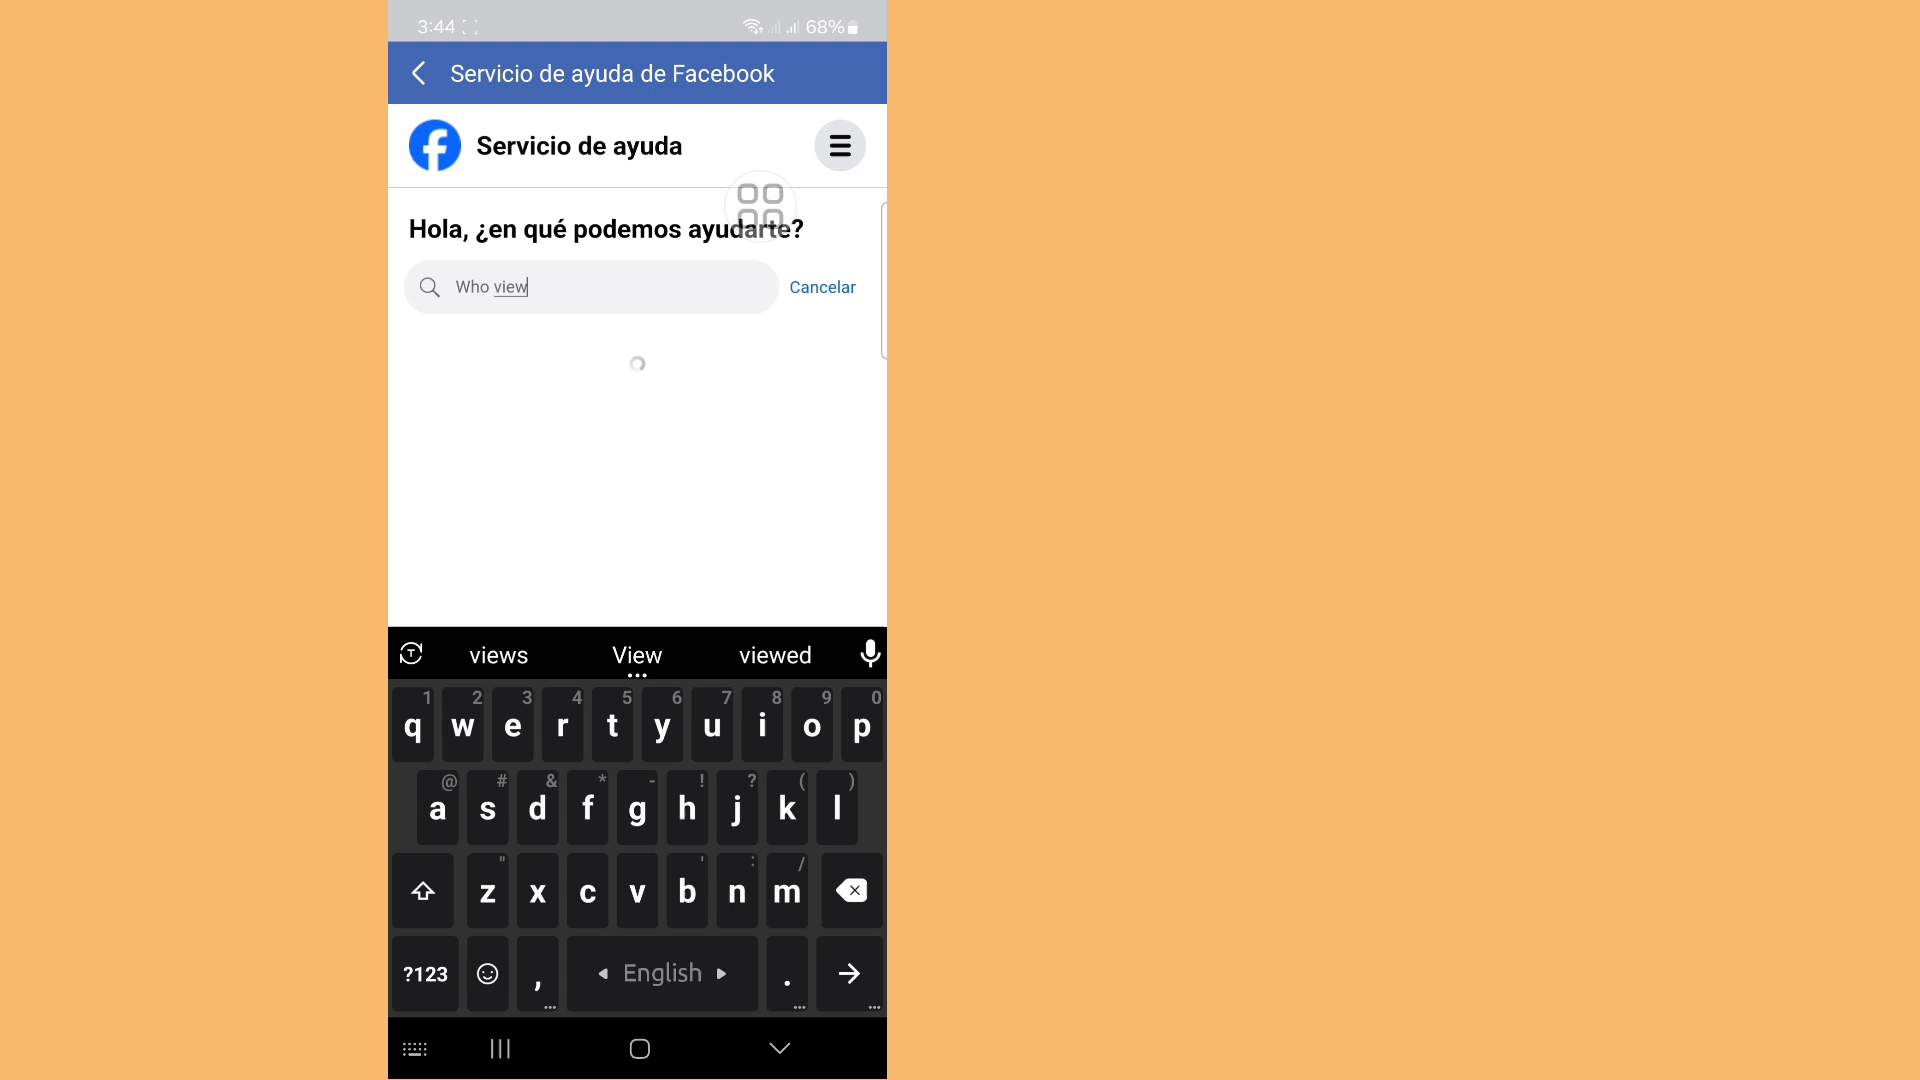 3:44 68%
Servicio de ayuda de Facebook
Servicio de ayuda
Hola, ¿en qué podemos ayudarte?
Who view Cancelar
views View viewed
1 2 3 4 5 6 7 8 9 0
q w e r t y u i o p
@ # & * - ! ? ( )
a s d f g h j k l
" ' : /
z x c v b n m
?123 , English .